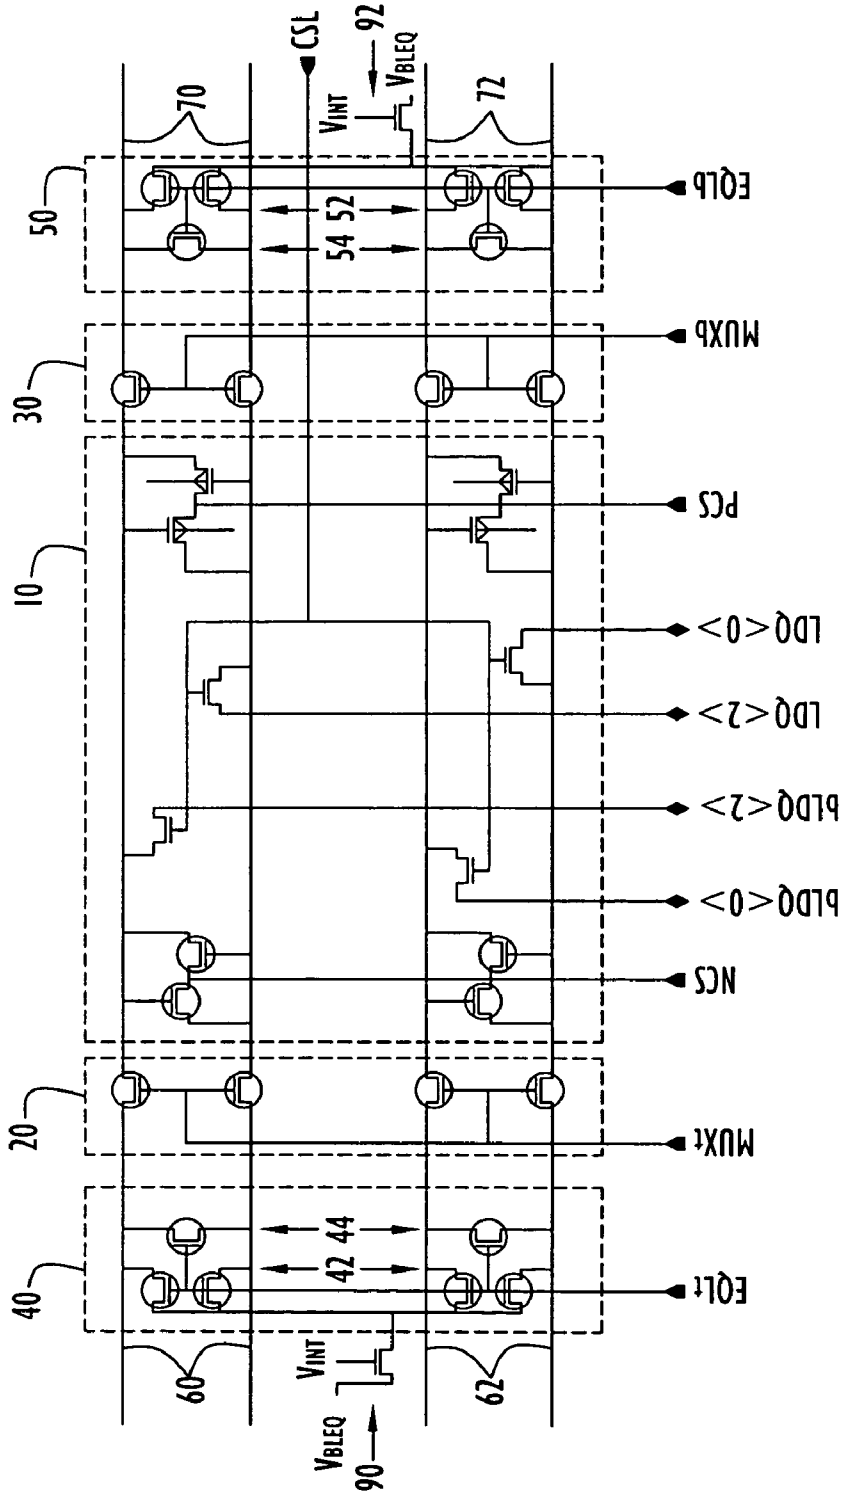 CSL
92
VBLEQ
VINT
70
72
50
52
54
EQLb
30
MUXb
10
PCS
LDQ<0>
LDQ<2>
bLDQ<2>
bLDQ<0>
NCS
20
MUXt
40
44
42
EQLt
60
62
VINT
VBLEQ
90